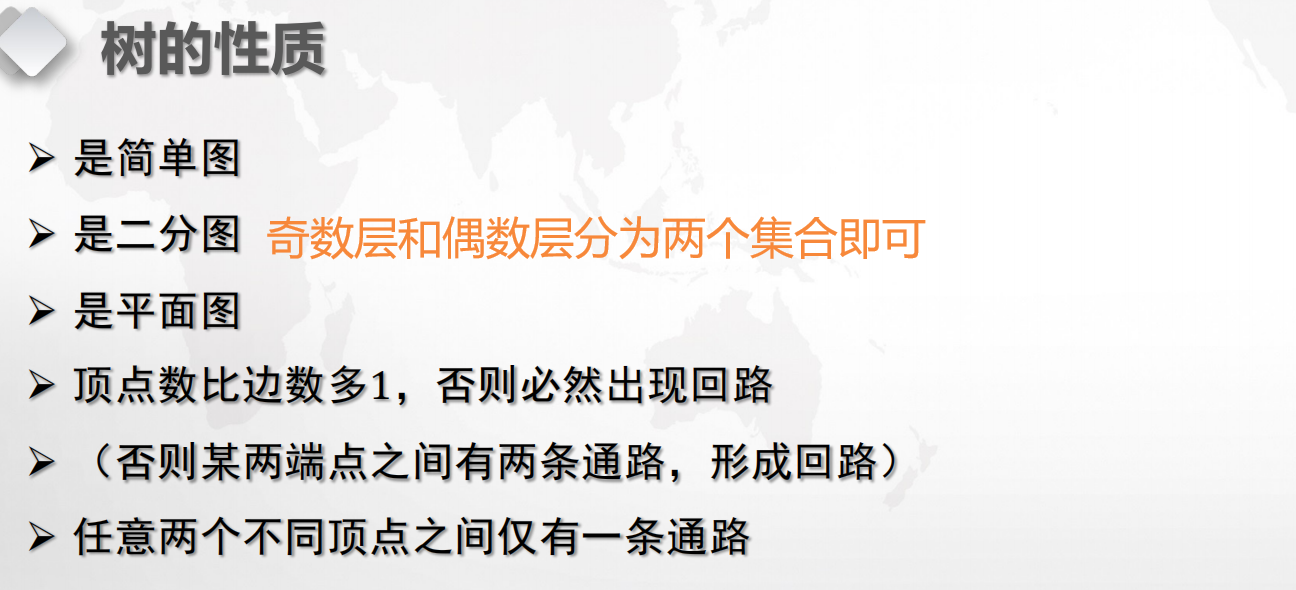 树的性质
是简单图
是二分图 奇数层和偶数层分为两个集合即可
是平面图
顶点数比边数多1，否则必然出现回路
（否则某两端点之间有两条通路，形成回路）
任意两个不同顶点之间仅有一条通路